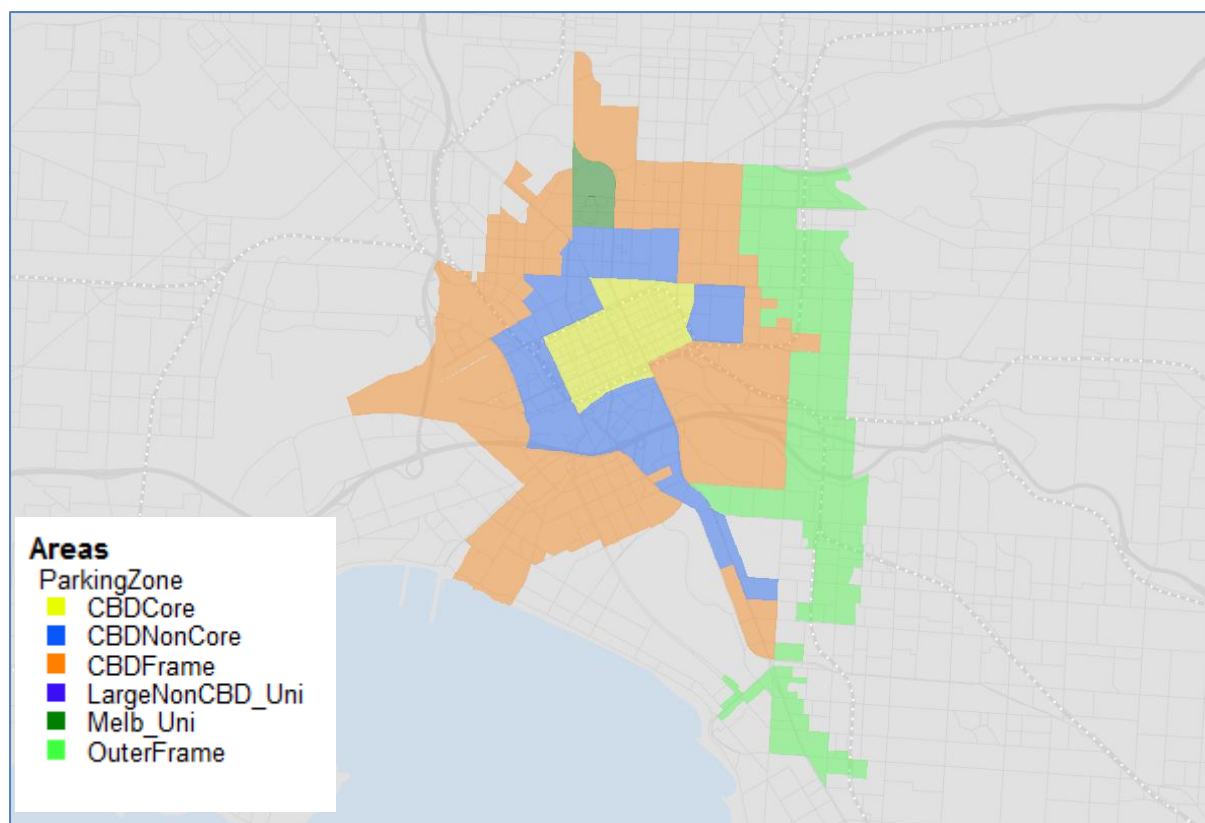 Areas
ParkingZone
CBDCore
CBDNonCore
CBDFrame
LargeNonCBD_Uni
Melb_Uni
OuterFrame